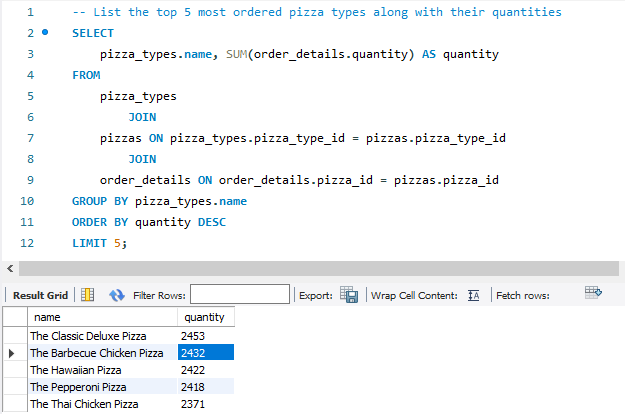 1 -- List the top 5 most ordered pizza types along with their quantities
2 SELECT
3 pizza_types.name, SUM(order_details.quantity) AS quantity
4 FROM
5 pizza_types
6 JOIN
7 pizzas ON pizza_types.pizza_type_id = pizzas.pizza_type_id
8 JOIN
9 order_details ON order_details.pizza_id = pizzas.pizza_id
10 GROUP BY pizza_types.name
11 ORDER BY quantity DESC
12 LIMIT 5;
Result Grid Filter Rows: Export: Wrap Cell Content: Fetch rows:
name quantity
The Classic Deluxe Pizza 2453
The Barbecue Chicken Pizza 2432
The Hawaiian Pizza 2422
The Pepperoni Pizza 2418
The Thai Chicken Pizza 2371